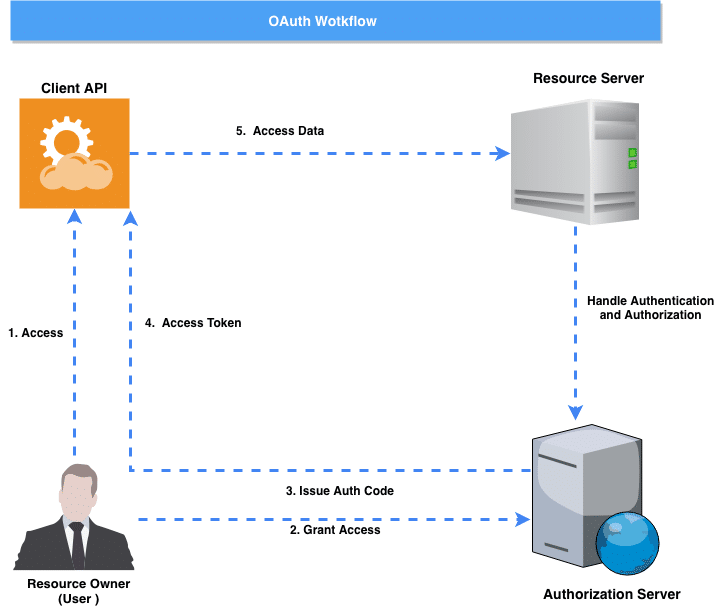 OAuth Wotkflow
Client API
Resource Server
5. Access Data
Handle Authentication
and Authorization
1. Access
4. Access Token
3. Issue Auth Code
2. Grant Access
Resource Owner
(User )
Authorization Server